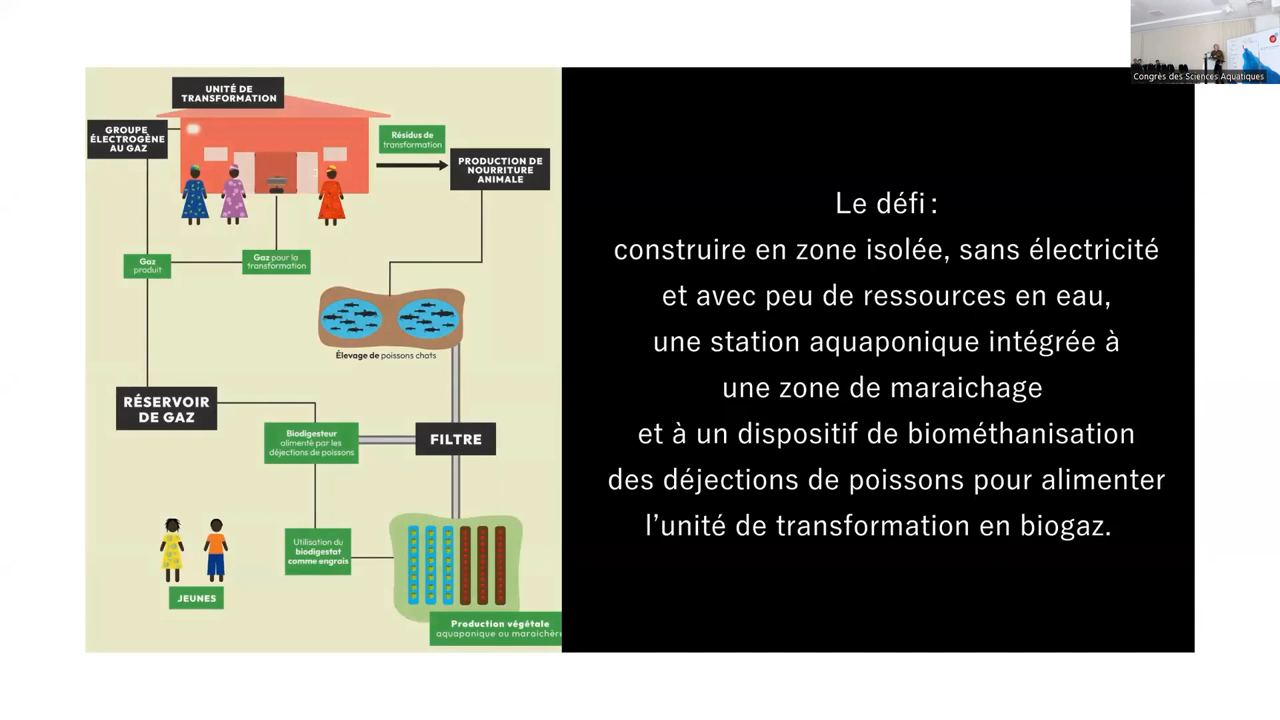 Congrès des Sciences Aquatiques
UNITÉ DE
TRANSFORMATION
GROUPE
ÉLECTROGÈNE
AU GAZ
Résidus de
transformation
PRODUCTION DE
NOURRITURE
ANIMALE
Gaz
produit
Gaz pour la
transformation
Élevage de poissons chats
RÉSERVOIR
DE GAZ
Biodigesteur
alimenté par les
déjections de poissons
FILTRE
Utilisation du
biodigestat
comme engrais
JEUNES
Production végétale
aquaponique ou maraichère
Le défi :
construire en zone isolée, sans électricité
et avec peu de ressources en eau,
une station aquaponique intégrée à
une zone de maraichage
et à un dispositif de biométhanisation
des déjections de poissons pour alimenter
l’unité de transformation en biogaz.